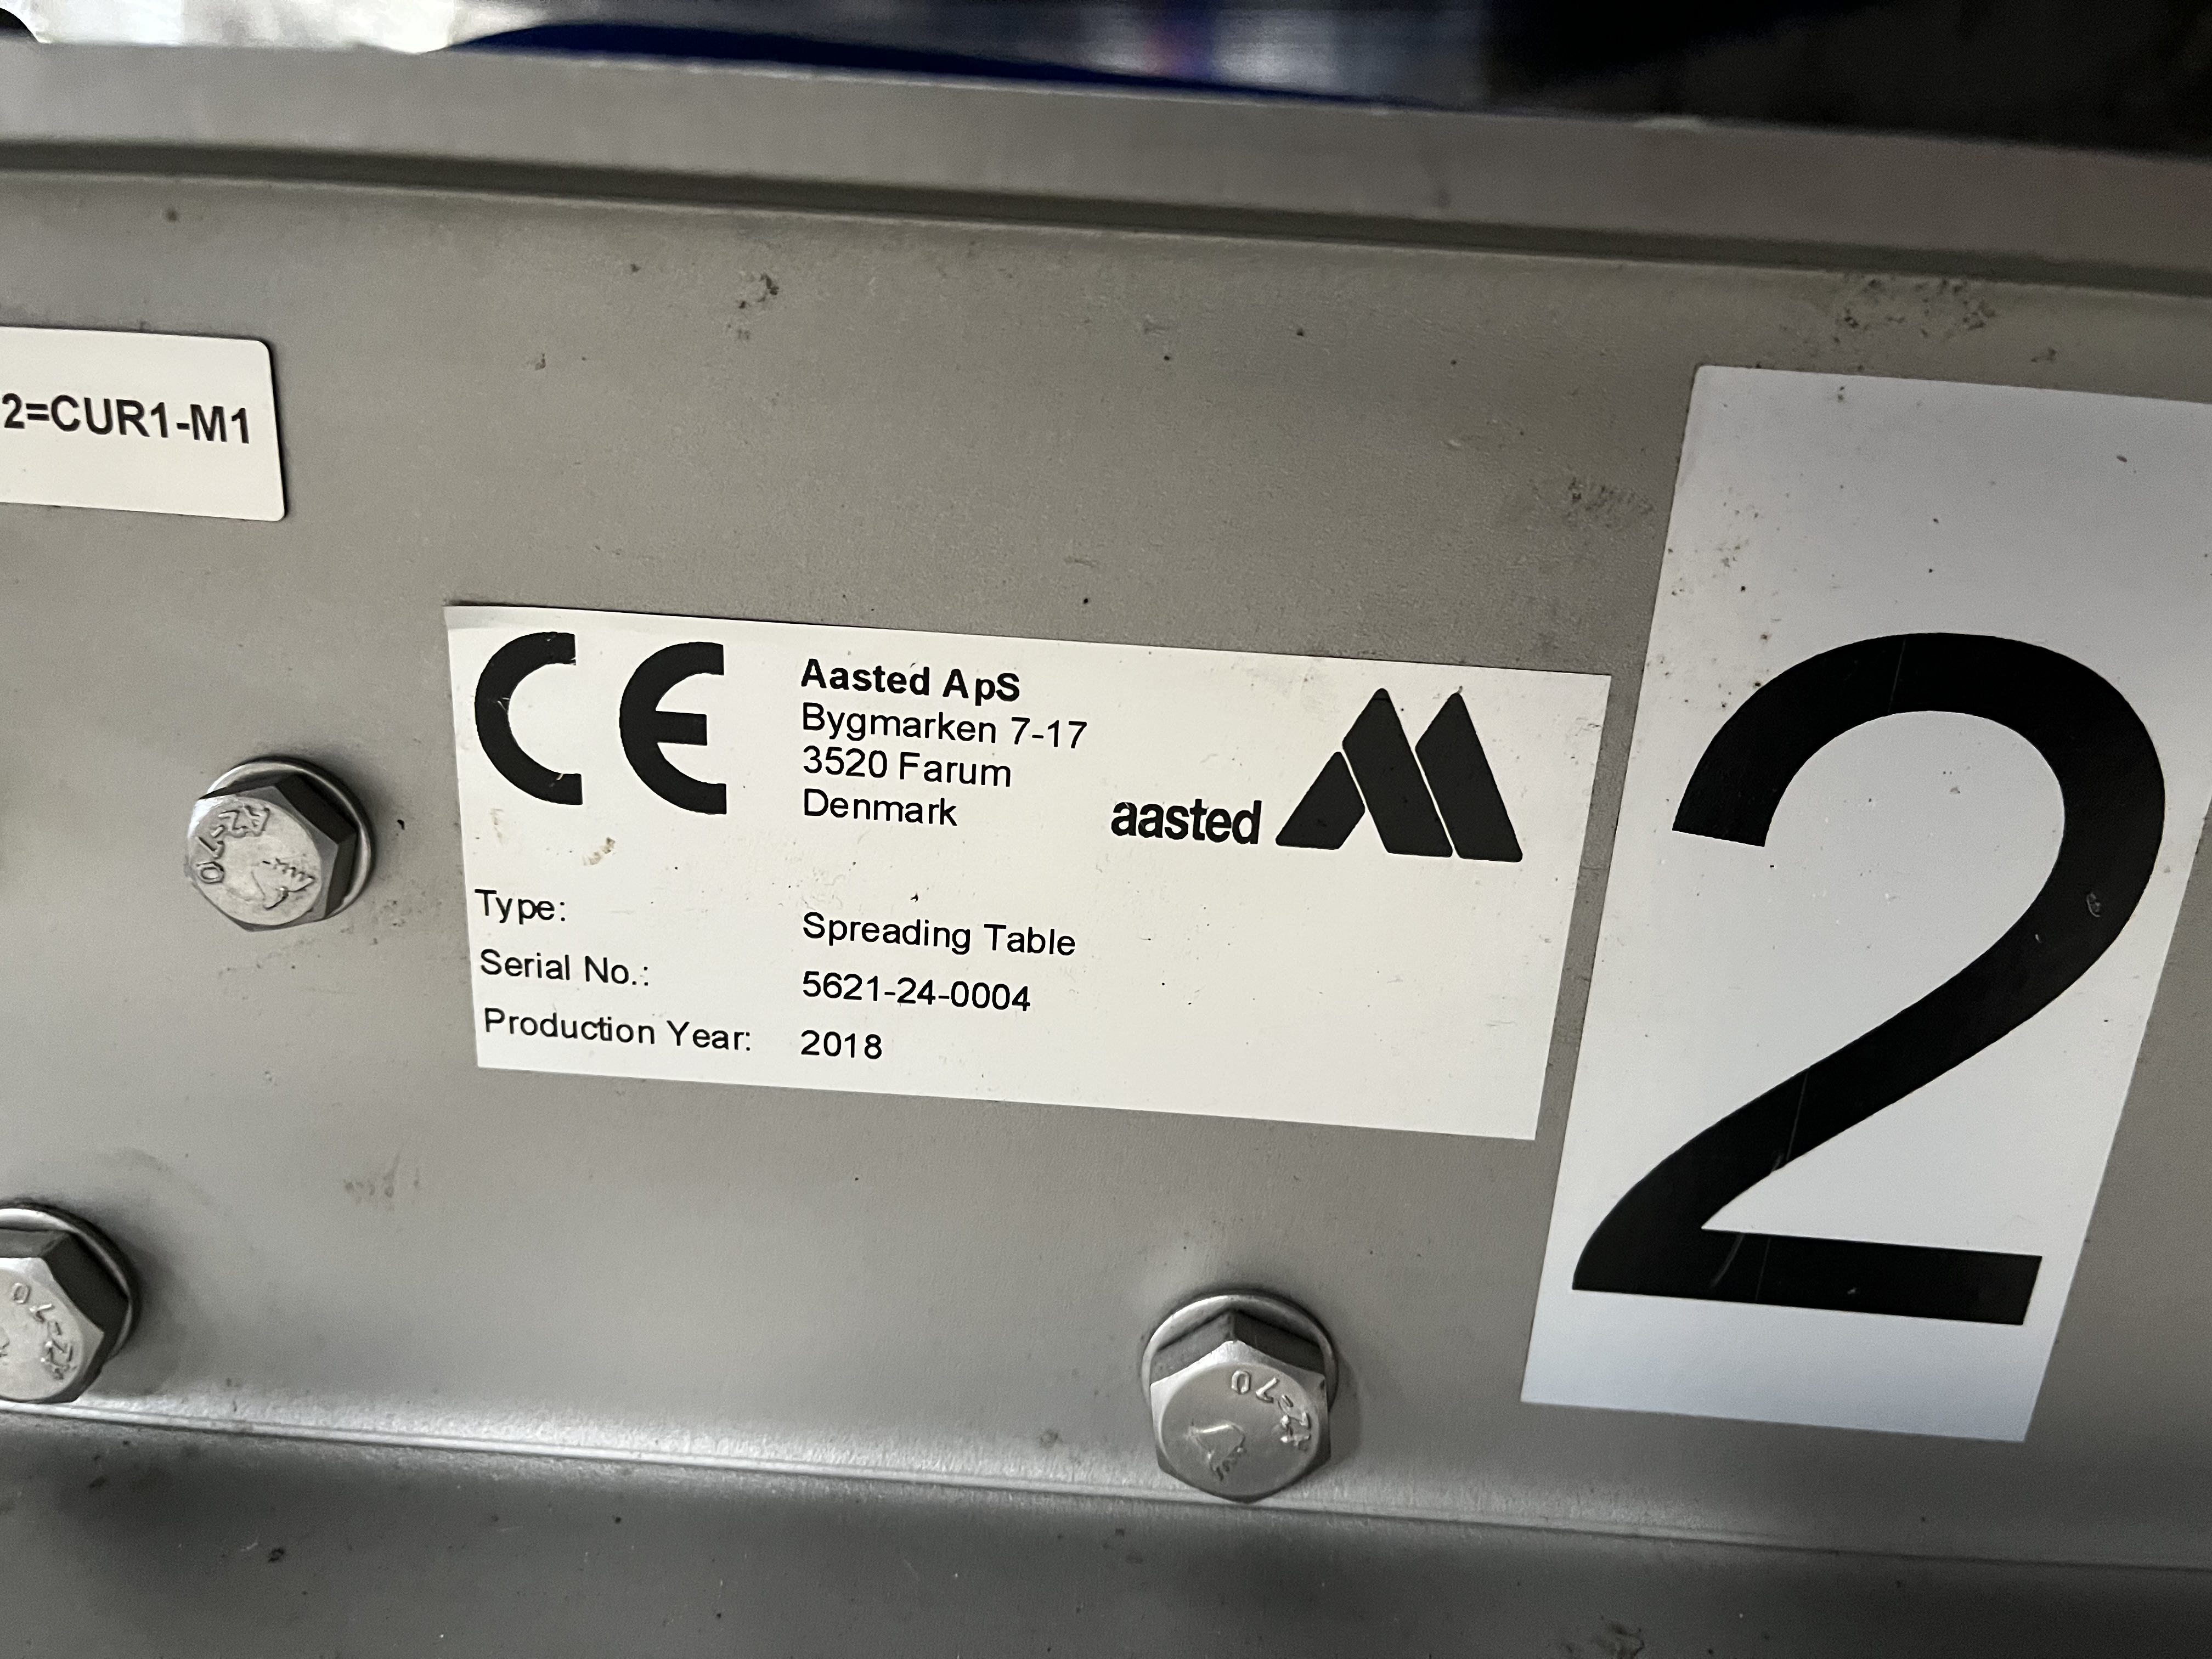 2=CUR1-M1
CE
Aasted ApS
Bygmarken 7-17
3520 Farum
Denmark
aasted
Type: Spreading Table
Serial No.: 5621-24-0004
Production Year: 2018
2
A2-70
A2-70
A2-70